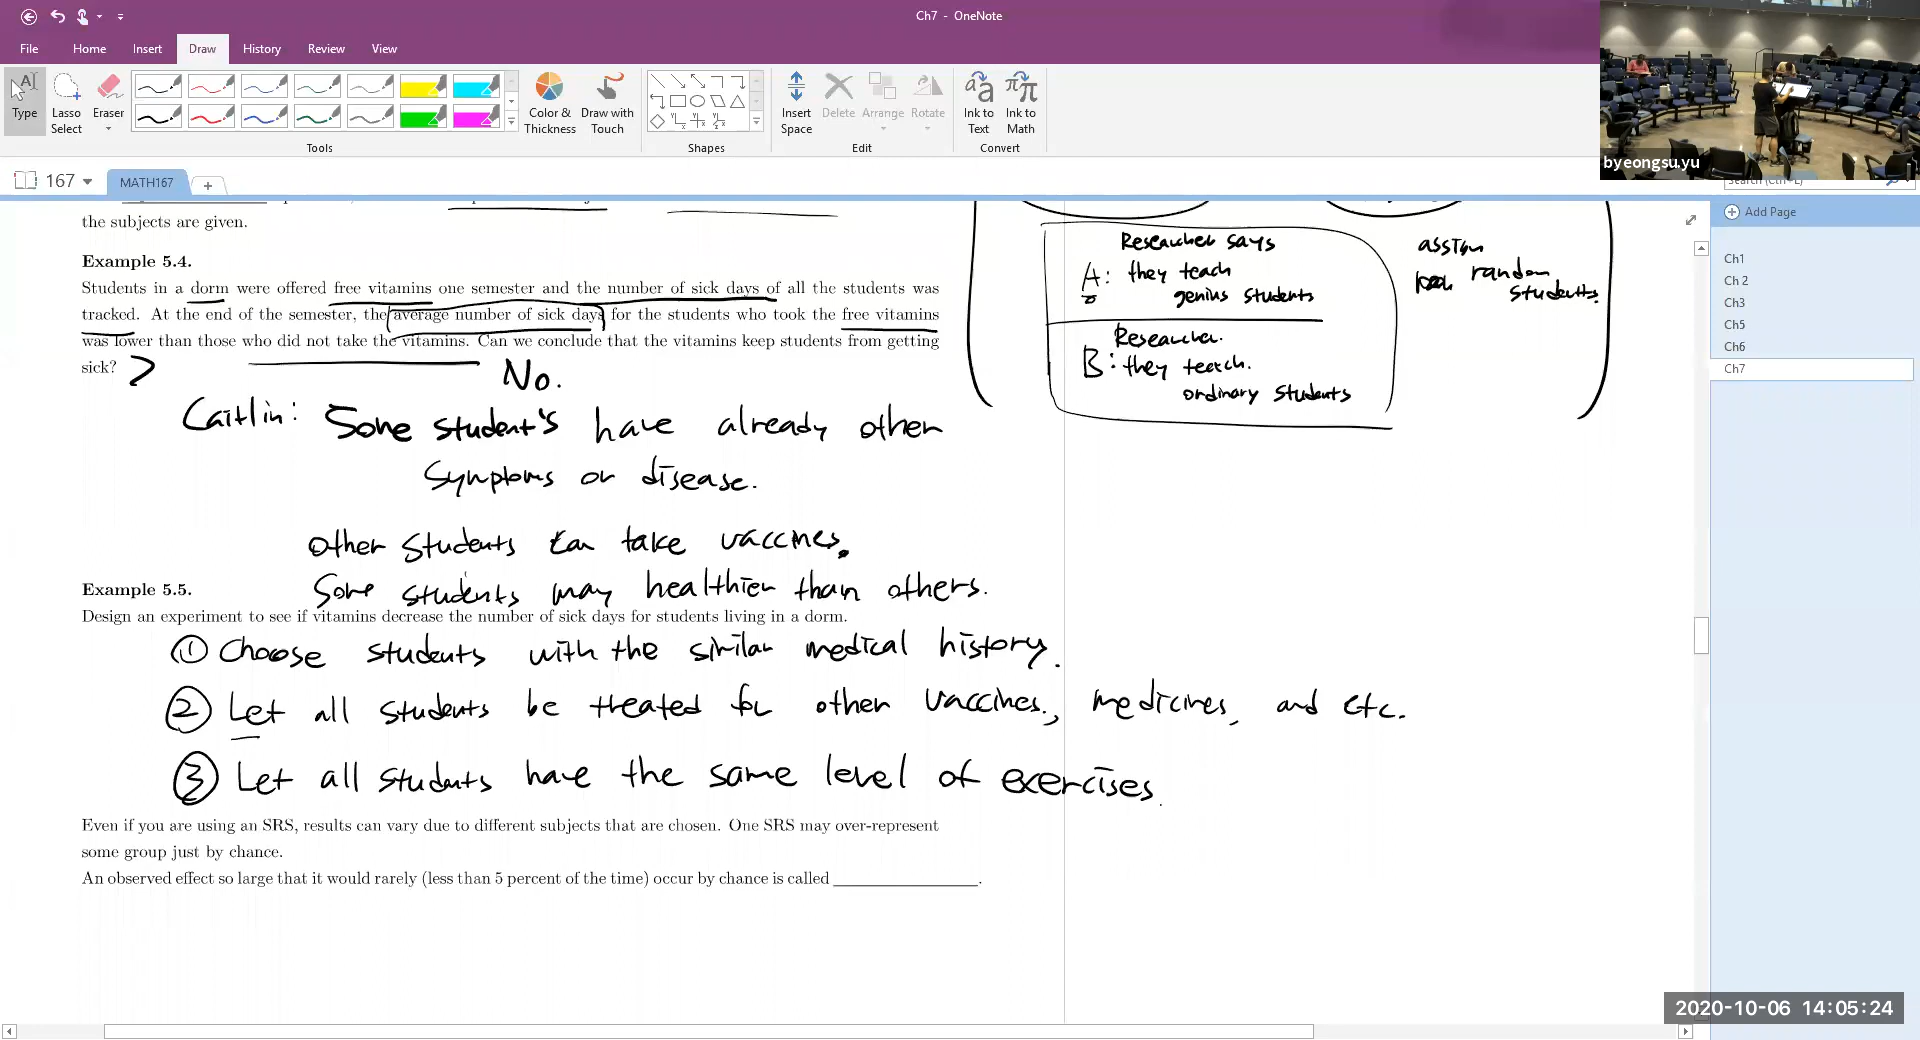 Ch7 - OneNote
File Home Insert Draw History Review View
Type
Lasso Select
Eraser
Color & Thickness
Draw with Touch
Insert Space
Delete
Arrange
Rotate
Ink to Text
Ink to Math
Tools
Shapes
Edit
Convert
byeongsu.yu
167
MATH167
Search (Ctrl+E)
Add Page
Ch1
Ch 2
Ch3
Ch5
Ch6
Ch7
the subjects are given.
Example 5.4.
Students in a dorm were offered free vitamins one semester and the number of sick days of all the students was
tracked. At the end of the semester, the average number of sick days for the students who took the free vitamins
was lower than those who did not take the vitamins. Can we conclude that the vitamins keep students from getting
sick?
No.
Caitlin: Some student's have already other
symptoms or disease.
other students can take vaccines.
Some students may healthier than others.
Researcher says
A: they teach
genius students
Researcher.
B: they teach.
ordinary students
assign
random
students.
Example 5.5.
Design an experiment to see if vitamins decrease the number of sick days for students living in a dorm.
① Choose students with the similar medical history.
② Let all students be treated for other vaccines, medicines, and etc.
③ Let all students have the same level of exercises.
Even if you are using an SRS, results can vary due to different subjects that are chosen. One SRS may over-represent
some group just by chance.
An observed effect so large that it would rarely (less than 5 percent of the time) occur by chance is called ________________.
2020-10-06 14:05:24